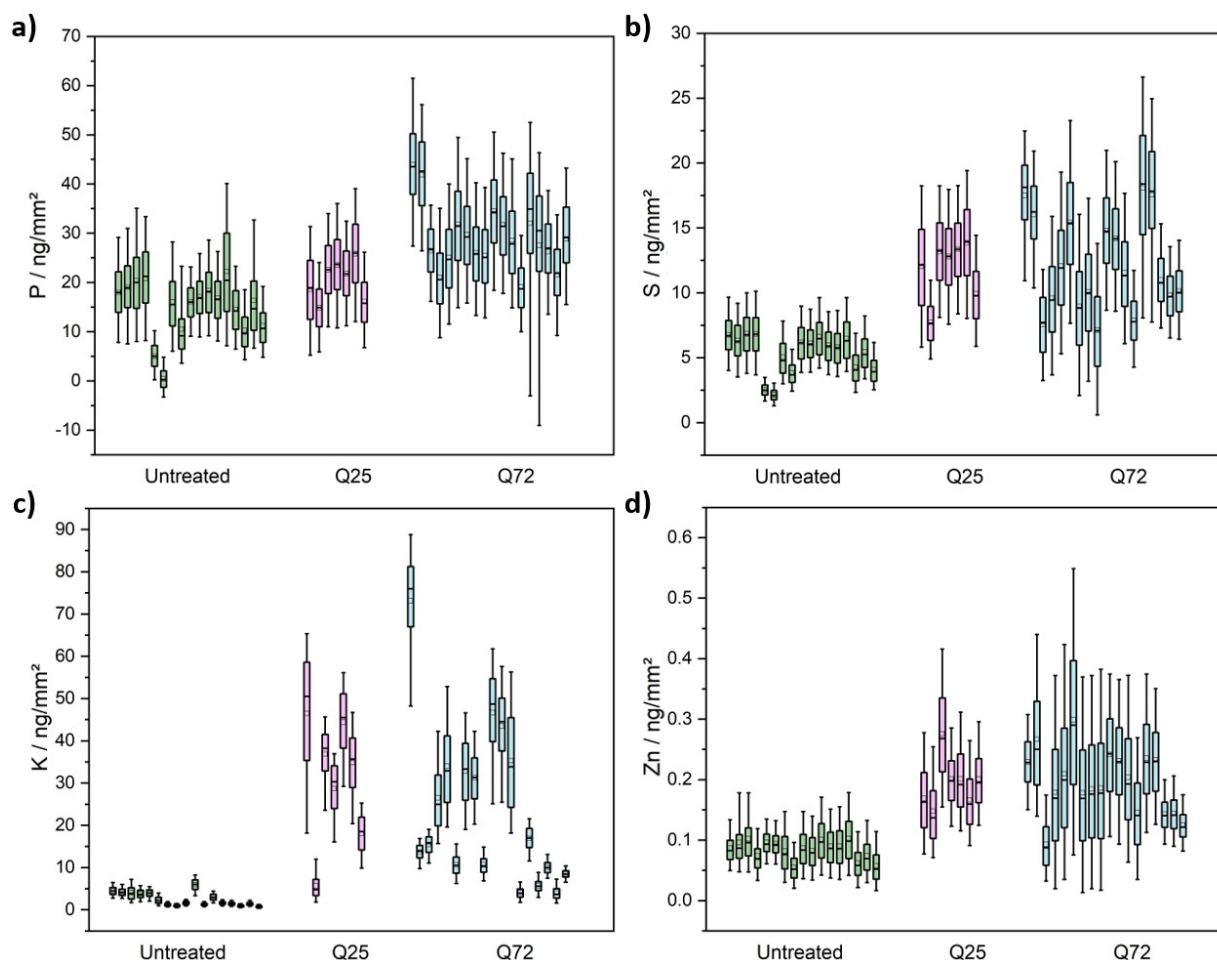 a)
P / ng/mm²
70
60
50
40
30
20
10
0
-10
Untreated Q25 Q72
b)
S / ng/mm²
30
25
20
15
10
5
0
Untreated Q25 Q72
c)
K / ng/mm²
90
80
70
60
50
40
30
20
10
0
Untreated Q25 Q72
d)
Zn / ng/mm²
0.6
0.5
0.4
0.3
0.2
0.1
0.0
Untreated Q25 Q72